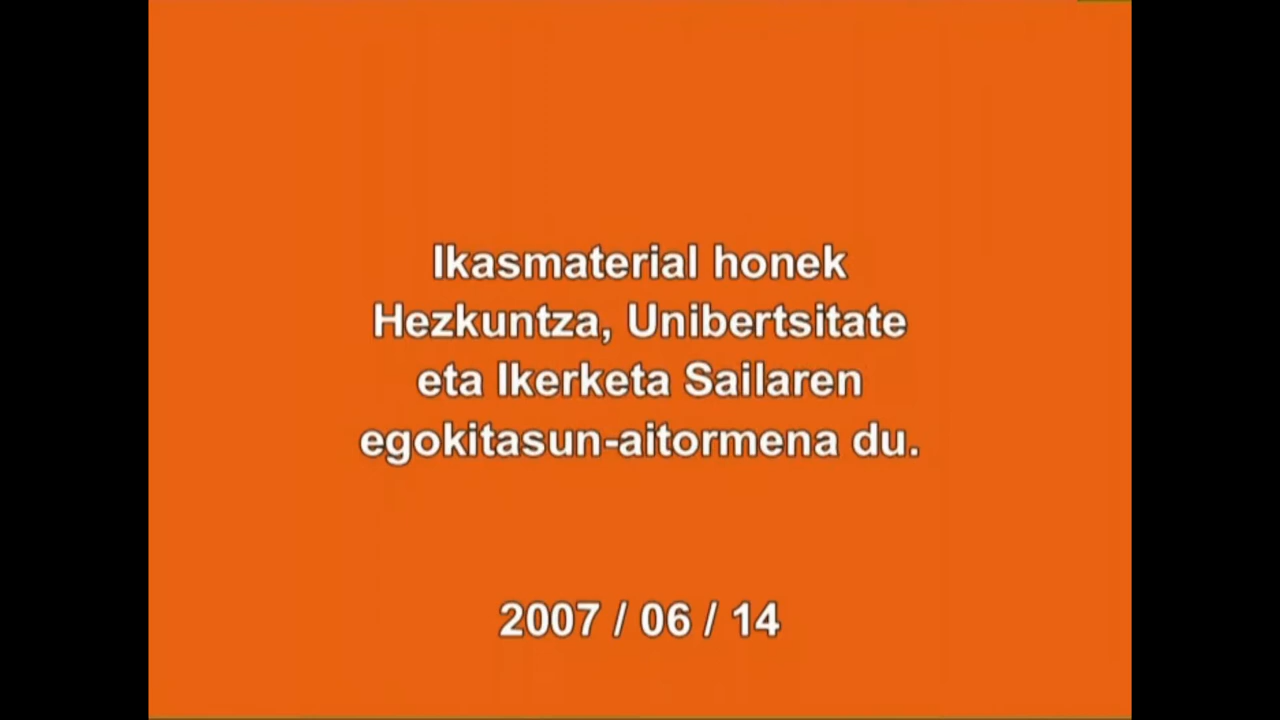 Ikasmaterial honek
Hezkuntza, Unibertsitate
eta Ikerketa Sailaren
egokitasun-aitormena du.
2007 / 06 / 14